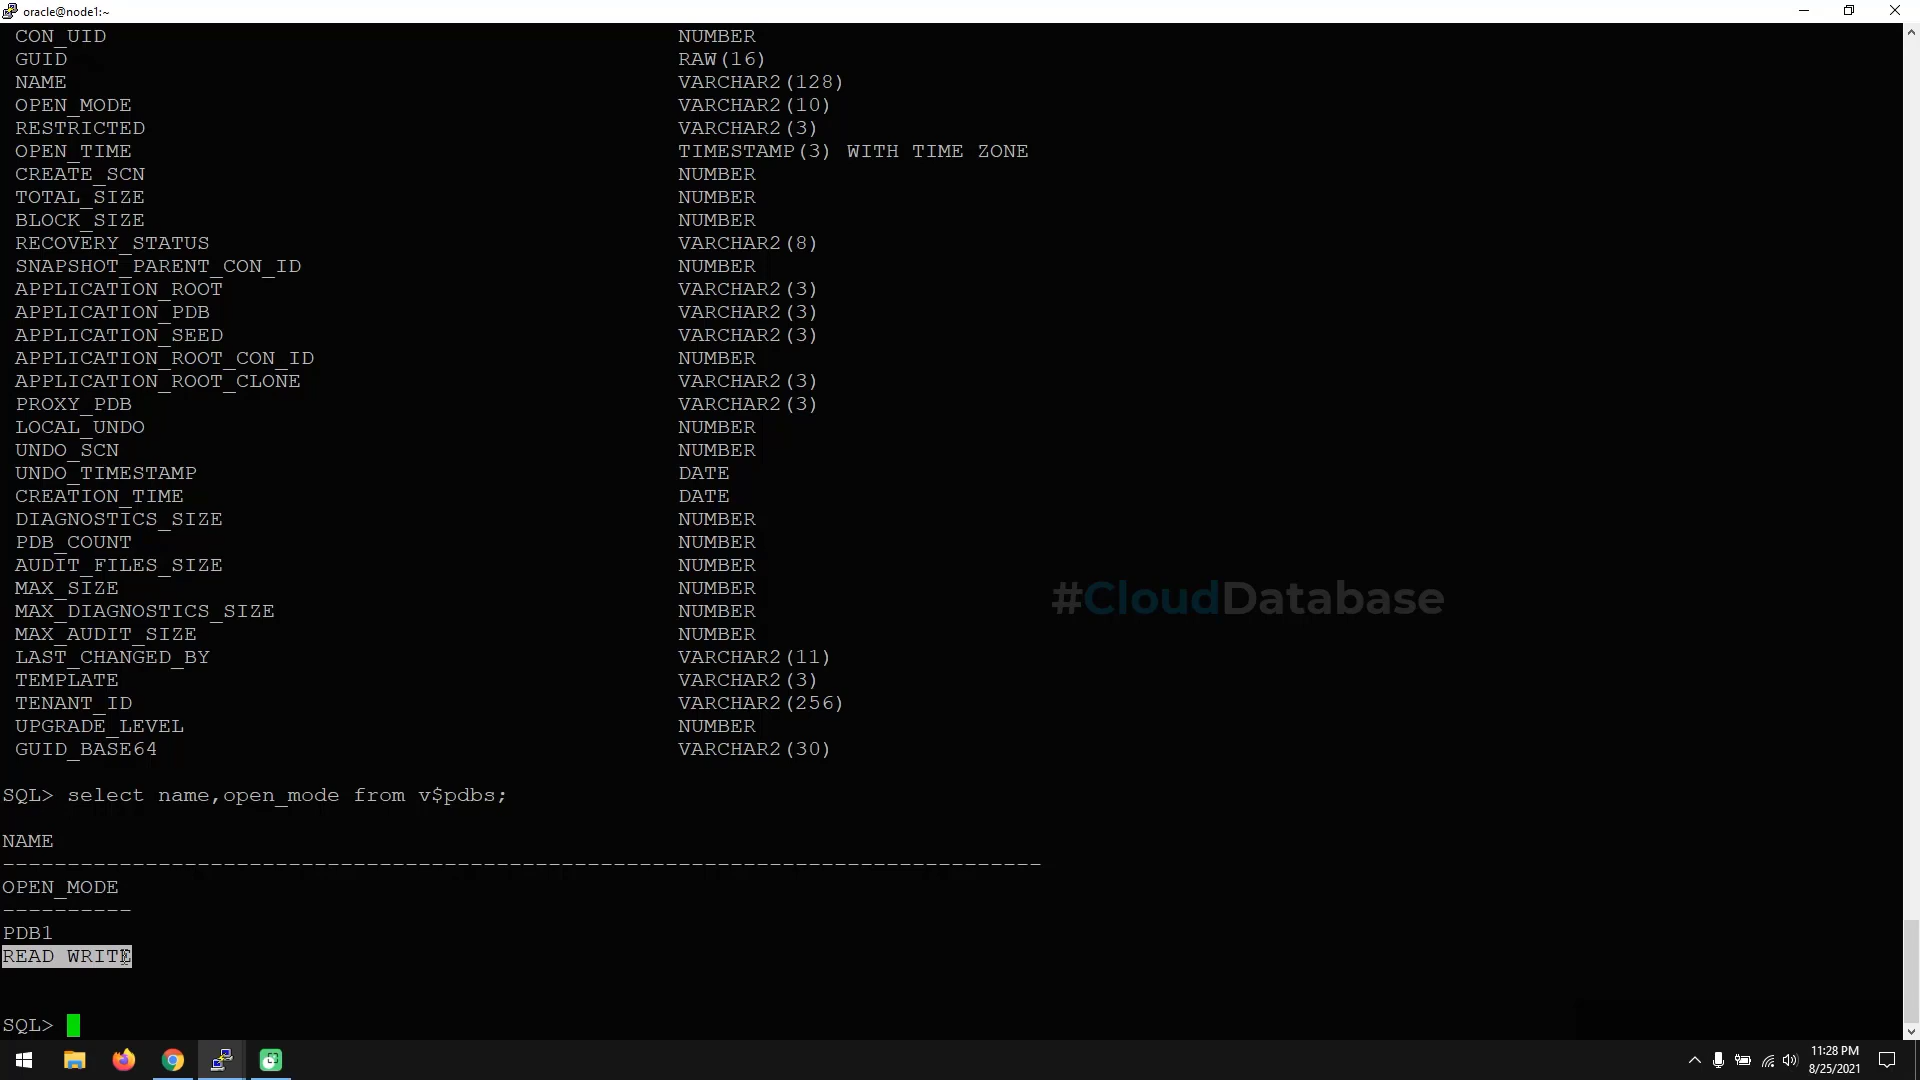 oracle@node1:~
CON_UID NUMBER
GUID RAW(16)
NAME VARCHAR2(128)
OPEN_MODE VARCHAR2(10)
RESTRICTED VARCHAR2(3)
OPEN_TIME TIMESTAMP(3) WITH TIME ZONE
CREATE_SCN NUMBER
TOTAL_SIZE NUMBER
BLOCK_SIZE NUMBER
RECOVERY_STATUS VARCHAR2(8)
SNAPSHOT_PARENT_CON_ID NUMBER
APPLICATION_ROOT VARCHAR2(3)
APPLICATION_PDB VARCHAR2(3)
APPLICATION_SEED VARCHAR2(3)
APPLICATION_ROOT_CON_ID NUMBER
APPLICATION_ROOT_CLONE VARCHAR2(3)
PROXY_PDB VARCHAR2(3)
LOCAL_UNDO NUMBER
UNDO_SCN NUMBER
UNDO_TIMESTAMP DATE
CREATION_TIME DATE
DIAGNOSTICS_SIZE NUMBER
PDB_COUNT NUMBER
AUDIT_FILES_SIZE NUMBER
MAX_SIZE NUMBER
#CloudDatabase
MAX_DIAGNOSTICS_SIZE NUMBER
MAX_AUDIT_SIZE NUMBER
LAST_CHANGED_BY VARCHAR2(11)
TEMPLATE VARCHAR2(3)
TENANT_ID VARCHAR2(256)
UPGRADE_LEVEL NUMBER
GUID_BASE64 VARCHAR2(30)
SQL> select name,open_mode from v$pdbs;
NAME
--------------------------------------------------------------------------------
OPEN_MODE
----------
PDB1
READ WRITE
SQL>
11:28 PM
8/25/2021